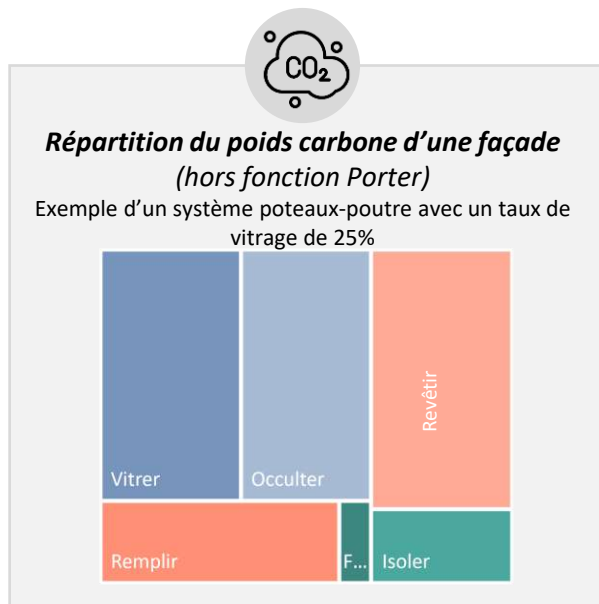 CO₂
Répartition du poids carbone d’une façade
(hors fonction Porter)
Exemple d’un système poteaux-poutre avec un taux de
vitrage de 25%
Revêtir
Vitrer
Occulter
Remplir
F...
Isoler